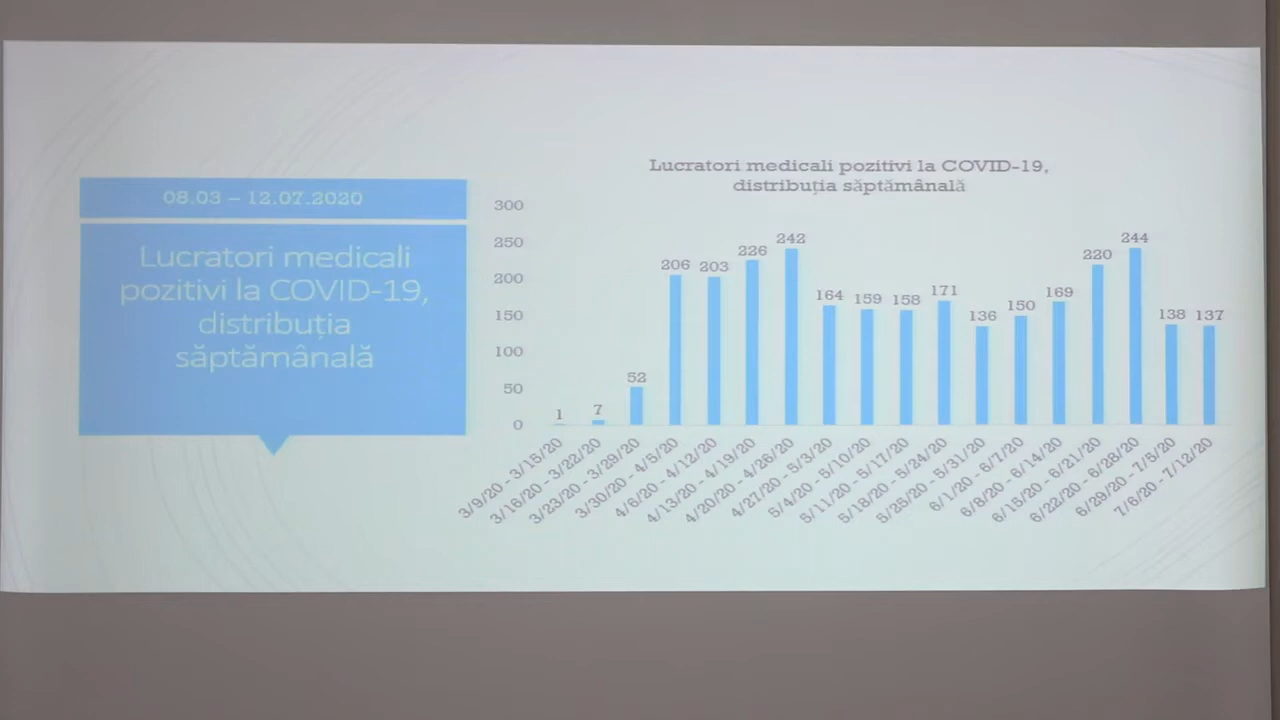 08.03 – 12.07.2020
Lucratori medicali
pozitivi la COVID-19,
distribuția
săptămânală
Lucratori medicali pozitivi la COVID-19,
distribuția săptămânală
300
250
200
150
100
50
0
1
7
52
206
203
226
242
164
159
158
171
136
150
169
220
244
138
137
3/9/20 - 3/15/20
3/16/20 - 3/22/20
3/23/20 - 3/29/20
3/30/20 - 4/5/20
4/6/20 - 4/12/20
4/13/20 - 4/19/20
4/20/20 - 4/26/20
4/27/20 - 5/3/20
5/4/20 - 5/10/20
5/11/20 - 5/17/20
5/18/20 - 5/24/20
5/25/20 - 5/31/20
6/1/20 - 6/7/20
6/8/20 - 6/14/20
6/15/20 - 6/21/20
6/22/20 - 6/28/20
6/29/20 - 7/5/20
7/6/20 - 7/12/20